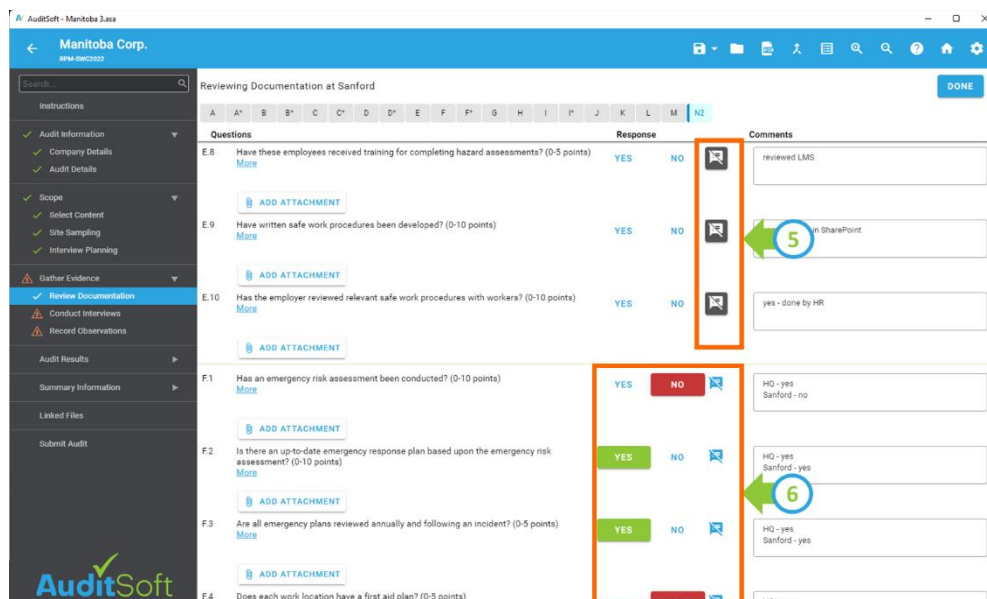 AuditSoft - Manitoba 3.asa
Manitoba Corp.
RPM-SWC2022
Search...
Instructions
Audit Information
Company Details
Audit Details
Scope
Select Content
Site Sampling
Interview Planning
Gather Evidence
Review Documentation
Conduct Interviews
Record Observations
Audit Results
Summary Information
Linked Files
Submit Audit
AuditSoft
Reviewing Documentation at Sanford
DONE
A A* B B* C C* D D* E F F* G H I I* J K L M N2
Questions Response Comments
E.8 Have these employees received training for completing hazard assessments? (0-5 points) YES NO reviewed LMS
More
ADD ATTACHMENT
E.9 Have written safe work procedures been developed? (0-10 points) YES NO in SharePoint
More
5
ADD ATTACHMENT
E.10 Has the employer reviewed relevant safe work procedures with workers? (0-10 points) YES NO yes - done by HR
More
ADD ATTACHMENT
F.1 Has an emergency risk assessment been conducted? (0-10 points) YES NO HQ - yes
More Sanford - no
ADD ATTACHMENT
F.2 Is there an up-to-date emergency response plan based upon the emergency risk YES NO HQ - yes
assessment? (0-10 points) Sanford - yes
More
6
ADD ATTACHMENT
F.3 Are all emergency plans reviewed annually and following an incident? (0-5 points) YES NO HQ - yes
More Sanford - yes
ADD ATTACHMENT
F.4 Does each work location have a first aid plan? (0-5 points)